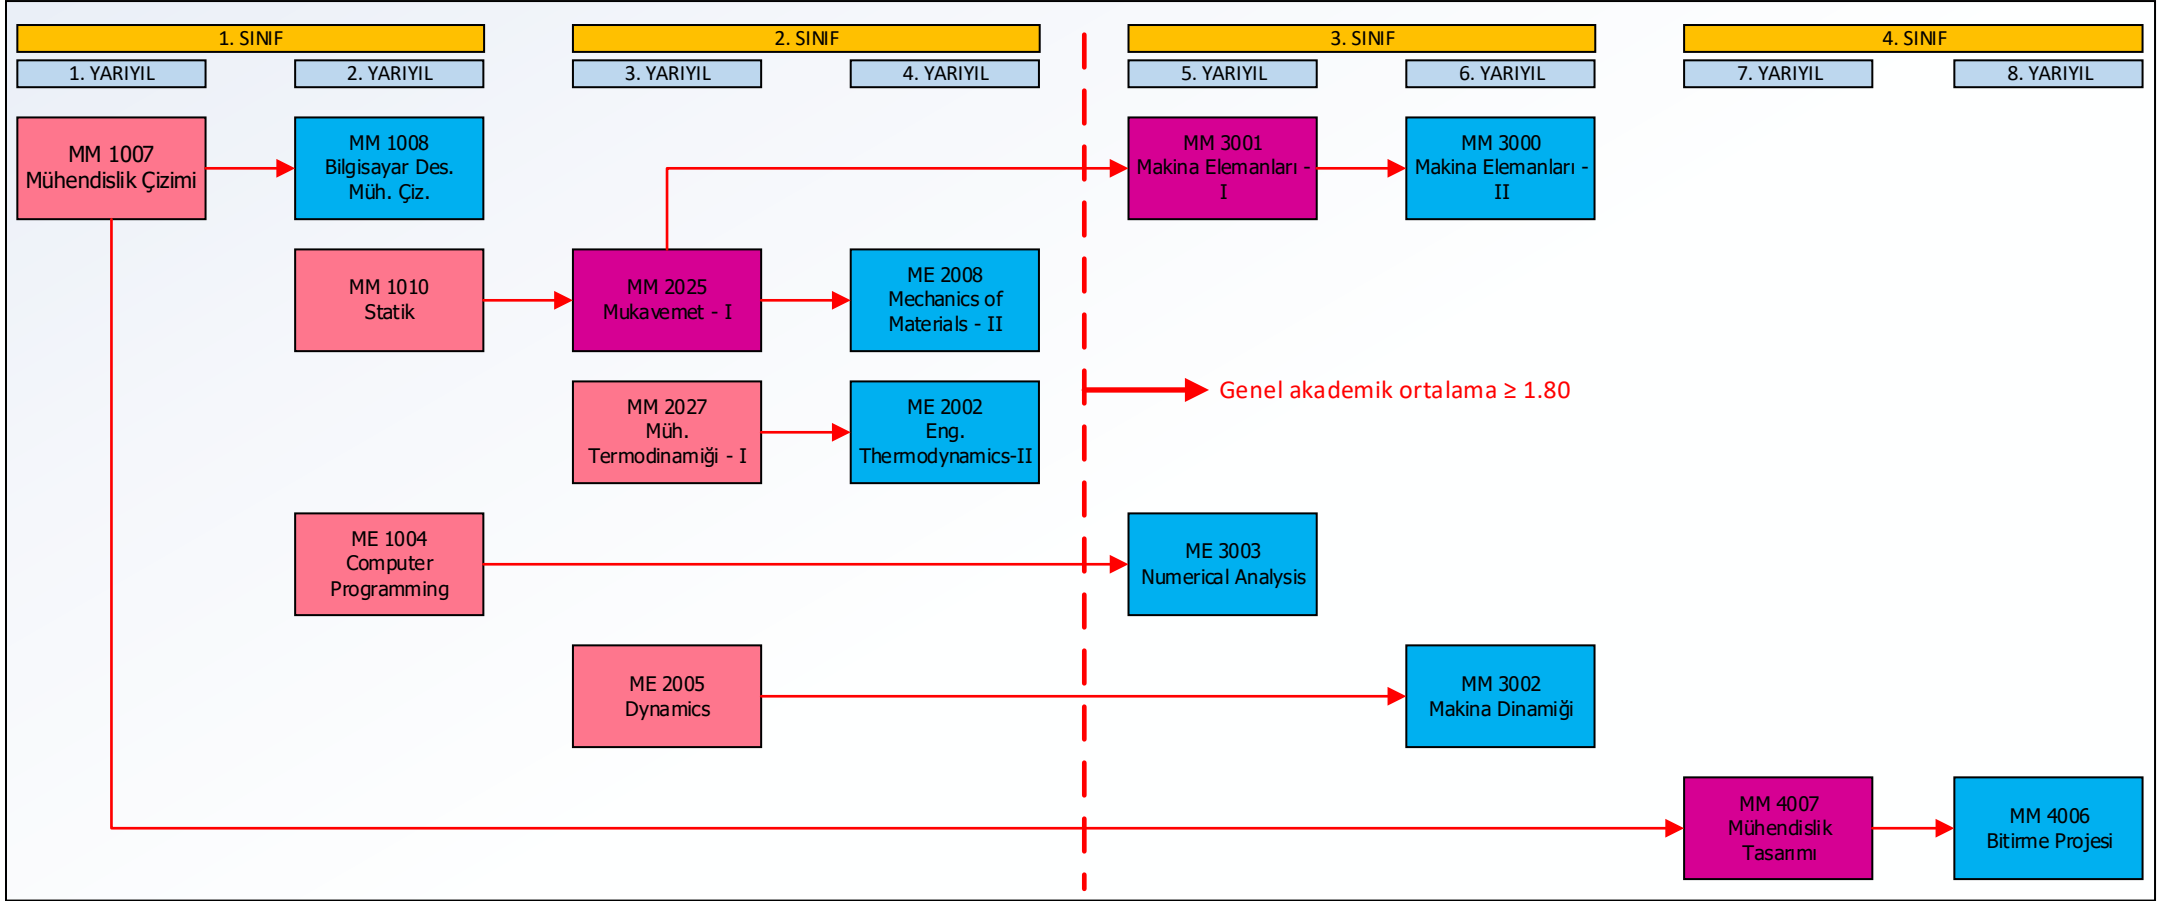 1. SINIF
2. SINIF
3. SINIF
4. SINIF
1. YARIYIL
2. YARIYIL
3. YARIYIL
4. YARIYIL
5. YARIYIL
6. YARIYIL
7. YARIYIL
8. YARIYIL
MM 1007
Mühendislik Çizimi
MM 1008
Bilgisayar Des.
Müh. Çiz.
MM 3001
Makina Elemanları -
I
MM 3000
Makina Elemanları -
II
MM 1010
Statik
MM 2025
Mukavemet - I
ME 2008
Mechanics of
Materials - II
MM 2027
Müh.
Termodinamiği - I
ME 2002
Eng.
Thermodynamics-II
Genel akademik ortalama ≥ 1.80
ME 1004
Computer
Programming
ME 3003
Numerical Analysis
ME 2005
Dynamics
MM 3002
Makina Dinamiği
MM 4007
Mühendislik
Tasarımı
MM 4006
Bitirme Projesi